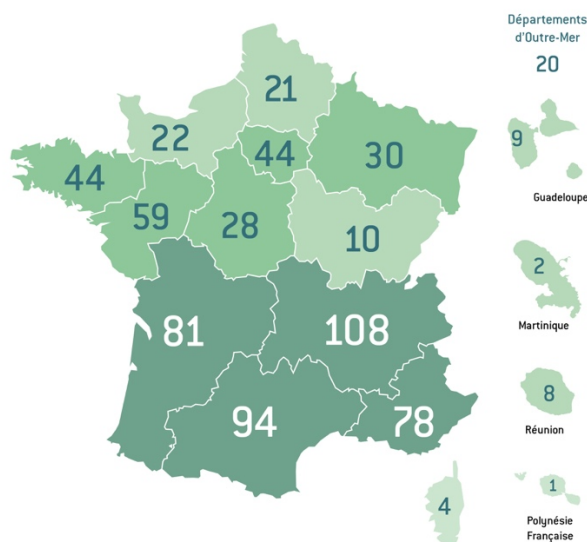 Départements
d'Outre-Mer
20
21
22
44
30
9
44
59
28
10
Guadeloupe
81
108
2
Martinique
94
78
8
Réunion
4
1
Polynésie
Française